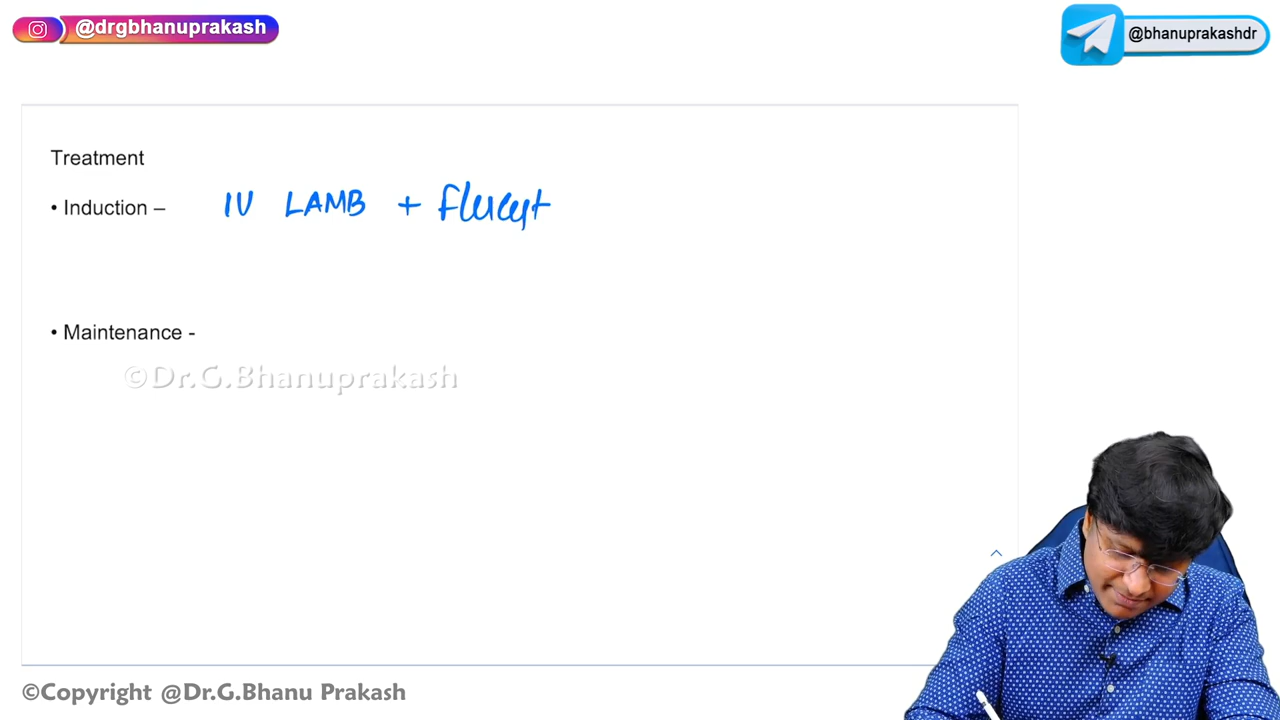 @drgbhanuprakash
@bhanuprakashdr
Treatment
• Induction – IV LAMB + Flucyt
• Maintenance -
©Dr.G.Bhanuprakash
©Copyright @Dr.G.Bhanu Prakash